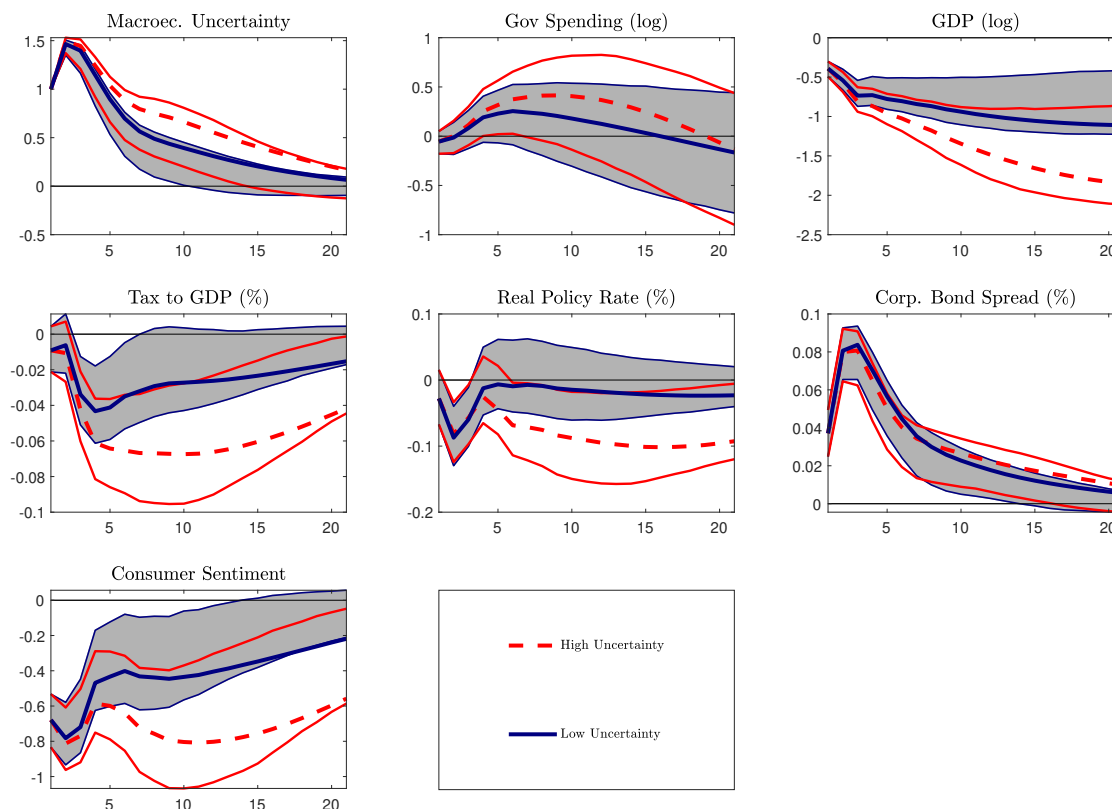 Macroec. Uncertainty
1.5
1
0.5
0
-0.5
5 10 15 20
Gov Spending (log)
1
0.5
0
-0.5
-1
5 10 15 20
GDP (log)
0
-0.5
-1
-1.5
-2
-2.5
5 10 15 20
Tax to GDP (%)
0
-0.02
-0.04
-0.06
-0.08
-0.1
5 10 15 20
Real Policy Rate (%)
0.1
0
-0.1
-0.2
5 10 15 20
Corp. Bond Spread (%)
0.1
0.08
0.06
0.04
0.02
0
5 10 15 20
Consumer Sentiment
0
-0.2
-0.4
-0.6
-0.8
-1
5 10 15 20
High Uncertainty
Low Uncertainty